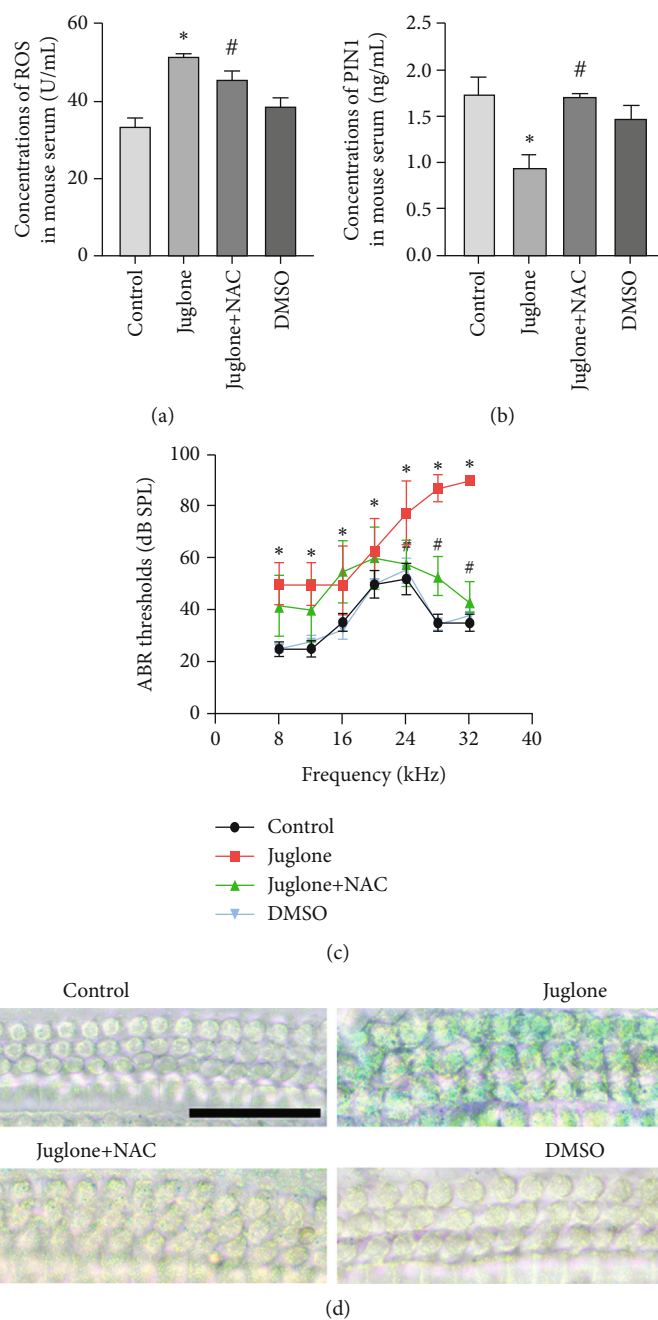 Concentrations of ROS
in mouse serum (U/mL)
60
40
20
0
*
#
Control
Juglone
Juglone+NAC
DMSO
(a)
Concentrations of PIN1
in mouse serum (ng/mL)
2.5
2.0
1.5
1.0
0.5
0.0
*
#
Control
Juglone
Juglone+NAC
DMSO
(b)
ABR thresholds (dB SPL)
100
80
60
40
20
0
* * * * * * *
# # #
0 8 16 24 32 40
Frequency (kHz)
Control
Juglone
Juglone+NAC
DMSO
(c)
Control
Juglone
Juglone+NAC
DMSO
(d)